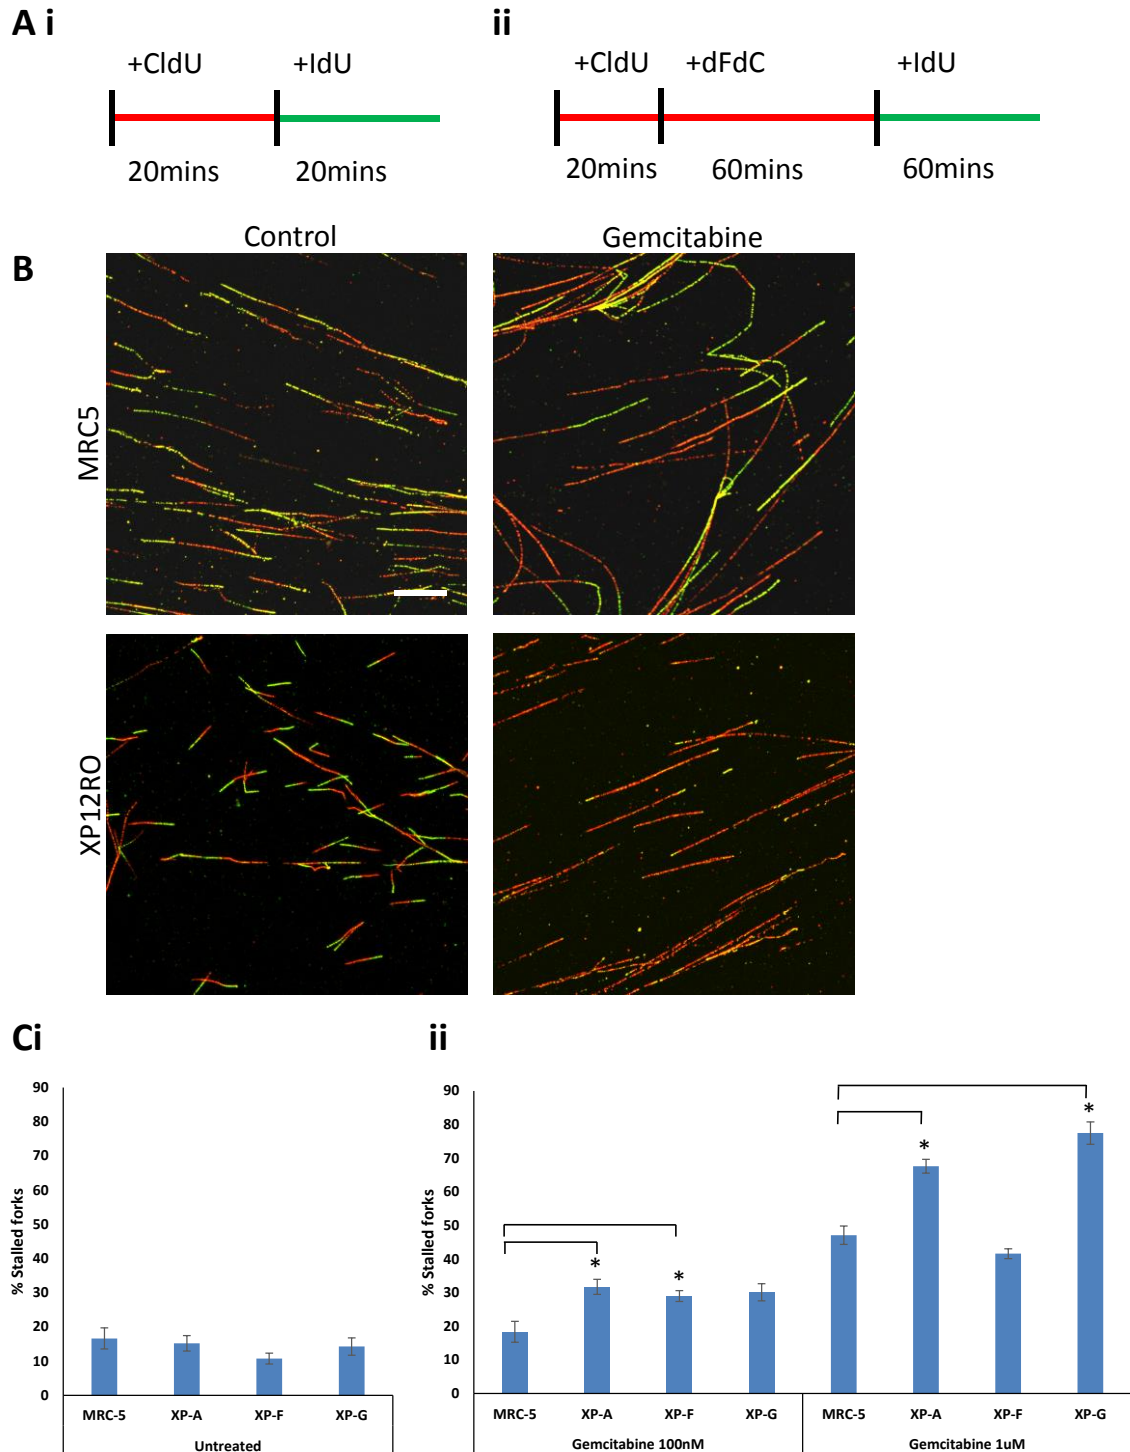 A i
ii
+CldU
+IdU
+CldU
+dFdC
+IdU
20mins
20mins
20mins
60mins
60mins
B
Control
Gemcitabine
MRC5
XP12RO
Ci
ii
% Stalled forks
90
80
70
60
50
40
30
20
10
0
MRC-5
XP-A
XP-F
XP-G
Untreated
% Stalled forks
90
80
70
60
50
40
30
20
10
0
*
*
*
*
MRC-5
XP-A
XP-F
XP-G
MRC-5
XP-A
XP-F
XP-G
Gemcitabine 100nM
Gemcitabine 1uM